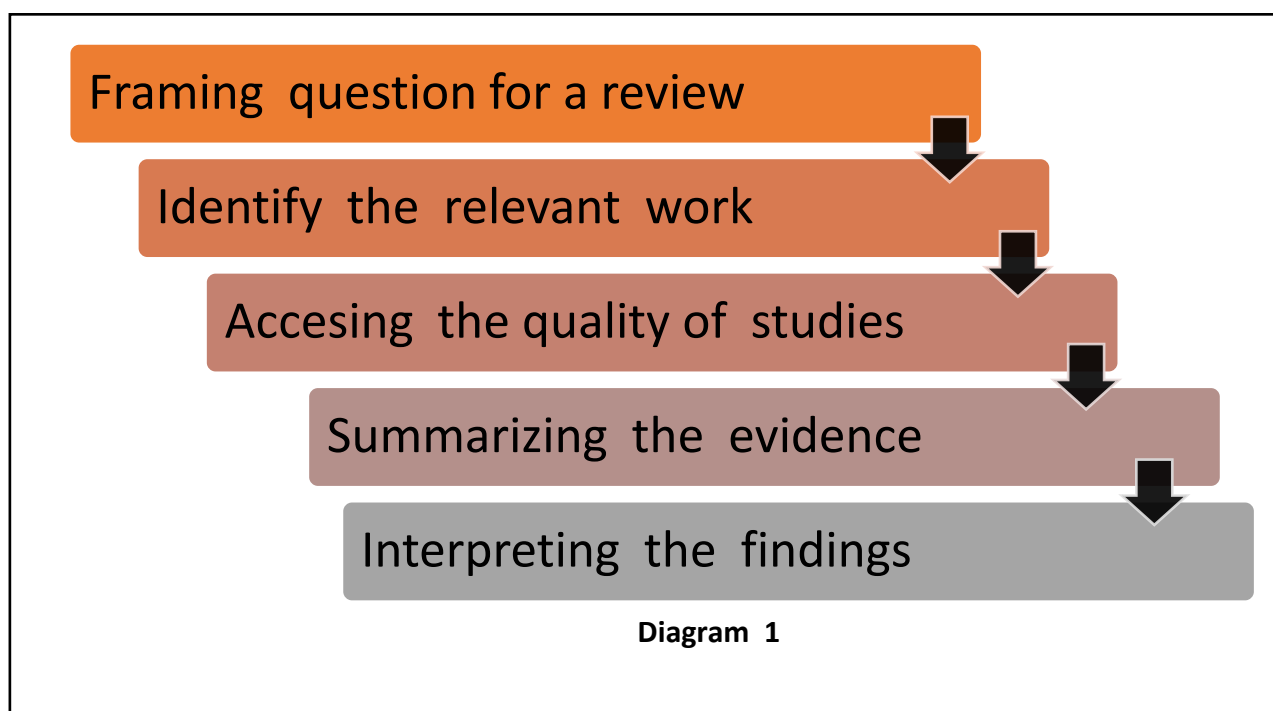 Framing question for a review
Identify the relevant work
Accesing the quality of studies
Summarizing the evidence
Interpreting the findings
Diagram 1